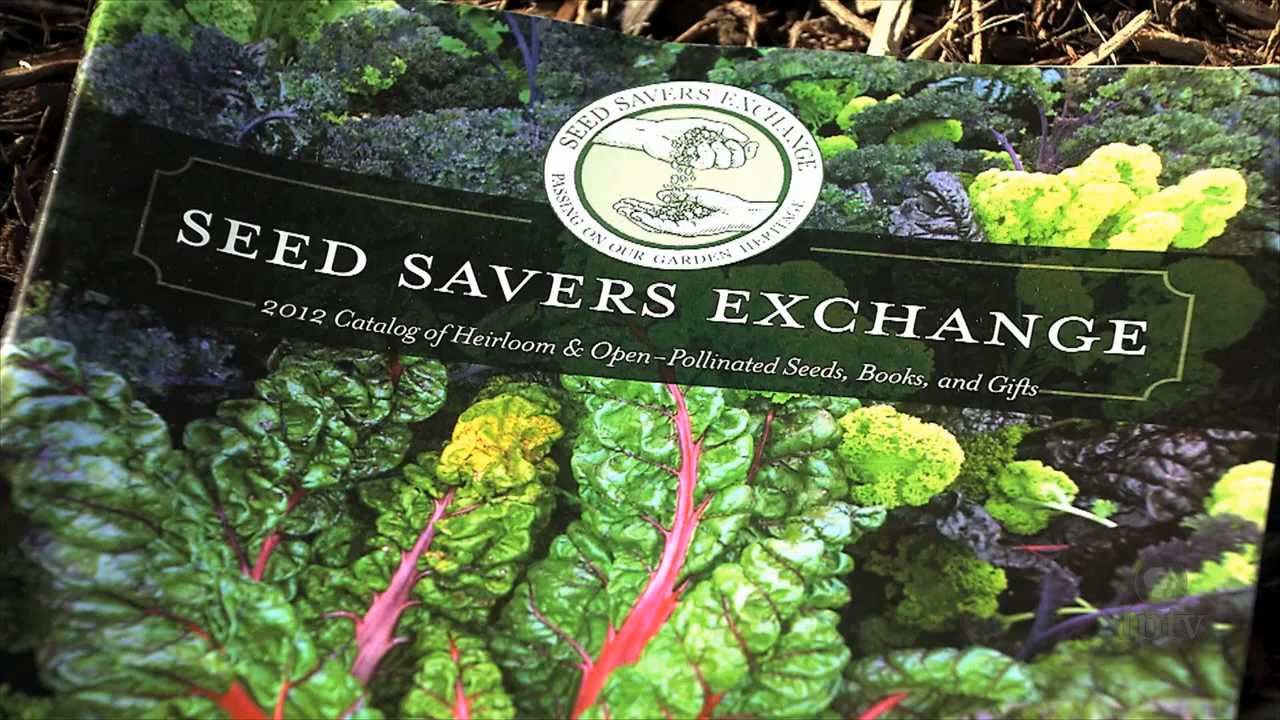 SEED SAVERS EXCHANGE
PASSING ON OUR GARDEN HERITAGE
SEED SAVERS EXCHANGE
2012 Catalog of Heirloom & Open-Pollinated Seeds, Books, and Gifts
lptv